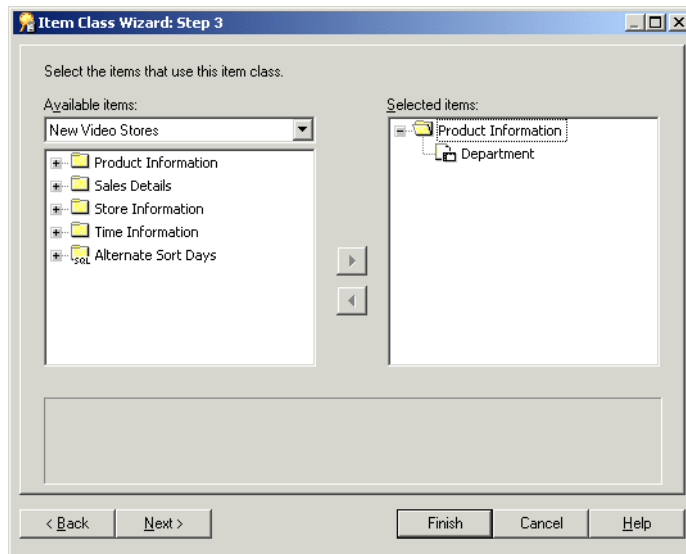 Item Class Wizard: Step 3
Select the items that use this item class.
Available items:
New Video Stores
Product Information
Sales Details
Store Information
Time Information
SQL Alternate Sort Days
Selected items:
Product Information
Department
< Back
Next >
Finish
Cancel
Help